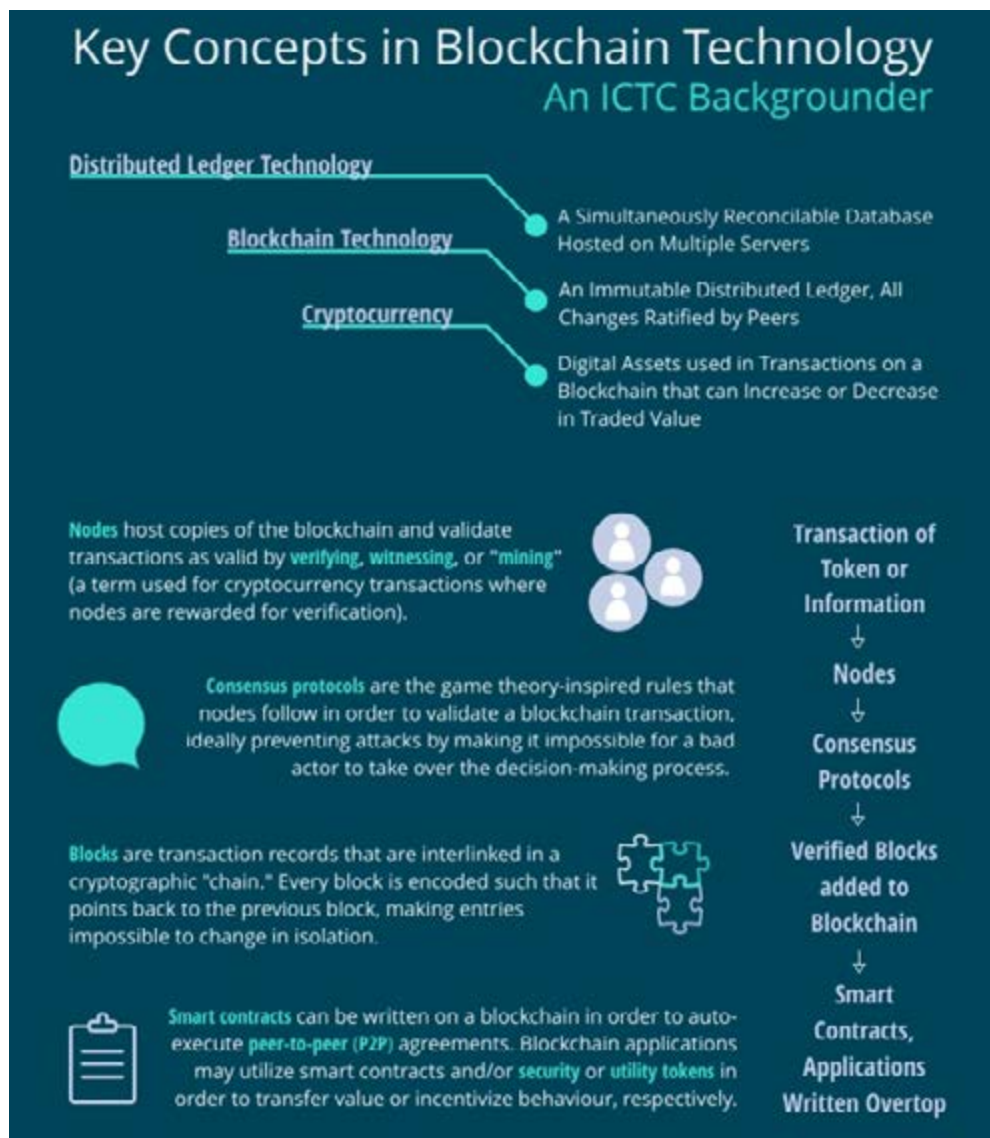 Key Concepts in Blockchain Technology
An ICTC Backgrounder
Distributed Ledger Technology
A Simultaneously Reconcilable Database
Hosted on Multiple Servers
Blockchain Technology
An Immutable Distributed Ledger, All
Changes Ratified by Peers
Cryptocurrency
Digital Assets used in Transactions on a
Blockchain that can Increase or Decrease
in Traded Value
Nodes host copies of the blockchain and validate
transactions as valid by verifying, witnessing, or "mining"
(a term used for cryptocurrency transactions where
nodes are rewarded for verification).
Consensus protocols are the game theory-inspired rules that
nodes follow in order to validate a blockchain transaction,
ideally preventing attacks by making it impossible for a bad
actor to take over the decision-making process.
Blocks are transaction records that are interlinked in a
cryptographic "chain." Every block is encoded such that it
points back to the previous block, making entries
impossible to change in isolation.
Smart contracts can be written on a blockchain in order to auto-
execute peer-to-peer (P2P) agreements. Blockchain applications
may utilize smart contracts and/or security or utility tokens in
order to transfer value or incentivize behaviour, respectively.
Transaction of
Token or
Information
Nodes
Consensus
Protocols
Verified Blocks
added to
Blockchain
Smart
Contracts,
Applications
Written Overtop